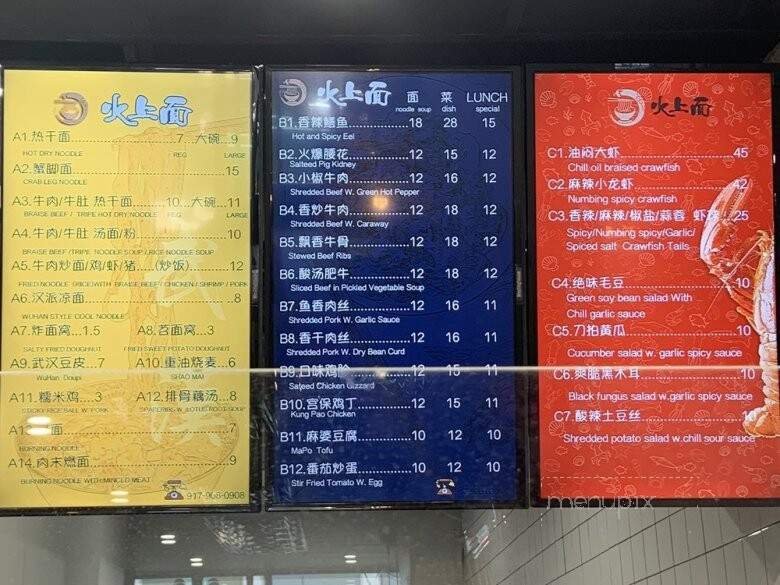 火上面
A1.热干面.....7 大碗...9
HOT DRY NOODLE REG LARGE
A2.蟹脚面.....15
CRAB LEG NOODLE
A3.牛肉/牛肚 热干面...10...大碗...11
BRAISE BEEF / TRIPE HOT DRY NOODLE REG LARGE
A4.牛肉/牛肚 汤面/粉.....10
BRAISE BEEF /TRIPE NOODLE SOUP / RICE NOODLE SOUP
A5.牛肉炒面/鸡/虾/猪....(炒饭).....12
FRIED NOODLE (RICE) WITH BRAISE BEEF / CHICKEN / SHRIMP / PORK
A6.汉派凉面.....8
WUHAN STYLE COOL NOODLE
A7.炸面窝...1.5 A8.苕面窝...3
SALTY FRIED DOUGHNUT FRIED SWEET POTATO DOUGHNUT
A9.武汉豆皮...7 A10.重油烧麦...6
WuHan Doupi SHAO MAI
A11.糯米鸡...3 A12.排骨藕汤...8
STICKY RICE BALL W. PORK SPARERIBS W. LOTUS ROOT SOUP
面.....7
BURNING NOODLE
A14.肉末燃面.....9
BURNING NOODLE WITH MINCED MEAT
917-968-0908
火上面 面 菜 LUNCH
noodle soup dish special
B1.香辣鳝鱼.....18 28 15
Hot and Spicy Eel
B2.火爆腰花.....12 15 12
Salteed Pig Kidney
B3.小椒牛肉.....12 16 12
Shredded Beef W. Green Hot Pepper
B4.香炒牛肉.....12 18 12
Shredded Beef W. Caraway
B5.飘香牛骨.....12 18 12
Stewed Beef Ribs
B6.酸汤肥牛.....12 18 12
Sliced Beef in Pickled Vegetable Soup
B7.鱼香肉丝.....12 16 11
Shredded Pork W. Garlic Sauce
B8.香干肉丝.....12 16 11
Shredded Pork W. Dry Bean Curd
B9.口味鸡胗.....12 15 11
Sateed Chicken Gizzard
B10.宫保鸡丁.....12 15 11
Kung Pao Chicken
B11.麻婆豆腐.....10 12 10
MaPo Tofu
B12.番茄炒蛋.....10 12 10
Stir Fried Tomato W. Egg
火上面
C1.油闷大虾.....45
Chill oil braised crawfish
C2.麻辣小龙虾.....42
Numbing spicy crawfish
C3.香辣/麻辣/椒盐/蒜蓉 虾球..25
Spicy/Numbing spicy/Garlic/
Spiced salt Crawfish Tails
C4.绝味毛豆.....10
Green soy bean salad With
Chill garlic sauce
C5.刀拍黄瓜.....10
Cucumber salad w. garlic spicy sauce
C6.爽脆黑木耳.....10
Black fungus salad w.garlic spicy sauce
C7.酸辣土豆丝.....10
Shredded potato salad w.chill sour sauce
menupix